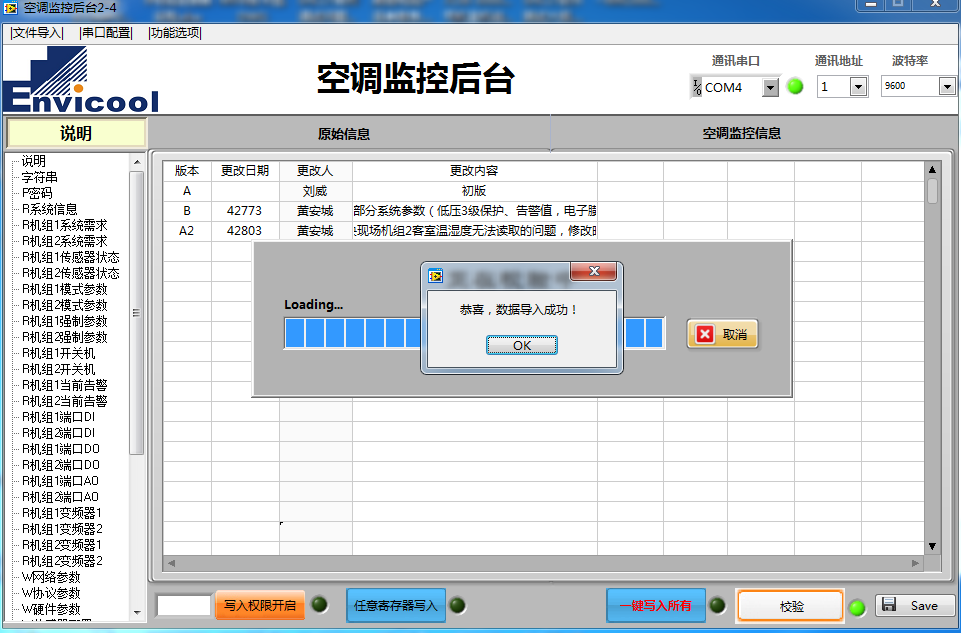 空调监控后台2-4
|文件导入| |串口配置| |功能选项|
Envicool
空调监控后台
通讯串口 通讯地址 波特率
COM4 1 9600
说明 原始信息 空调监控信息
说明
字符串
P密码
R系统信息
R机组1系统需求
R机组2系统需求
R机组1传感器状态
R机组2传感器状态
R机组1模式参数
R机组2模式参数
R机组1强制参数
R机组2强制参数
R机组1开关机
R机组2开关机
R机组1当前告警
R机组2当前告警
R机组1端口DI
R机组2端口DI
R机组1端口DO
R机组2端口DO
R机组1端口AO
R机组2端口AO
R机组1变频器1
R机组1变频器2
R机组2变频器1
R机组2变频器2
W网络参数
W协议参数
W硬件参数
版本 更改日期 更改人 更改内容
A 刘威 初版
B 42773 黄安城 部分系统参数（低压3级保护、告警值，电子膨
A2 42803 黄安城 现场机组2客室温湿度无法读取的问题，修改
Loading...
取消
恭喜，数据导入成功！
OK
写入权限开启 任意寄存器写入 一键写入所有 校验 Save